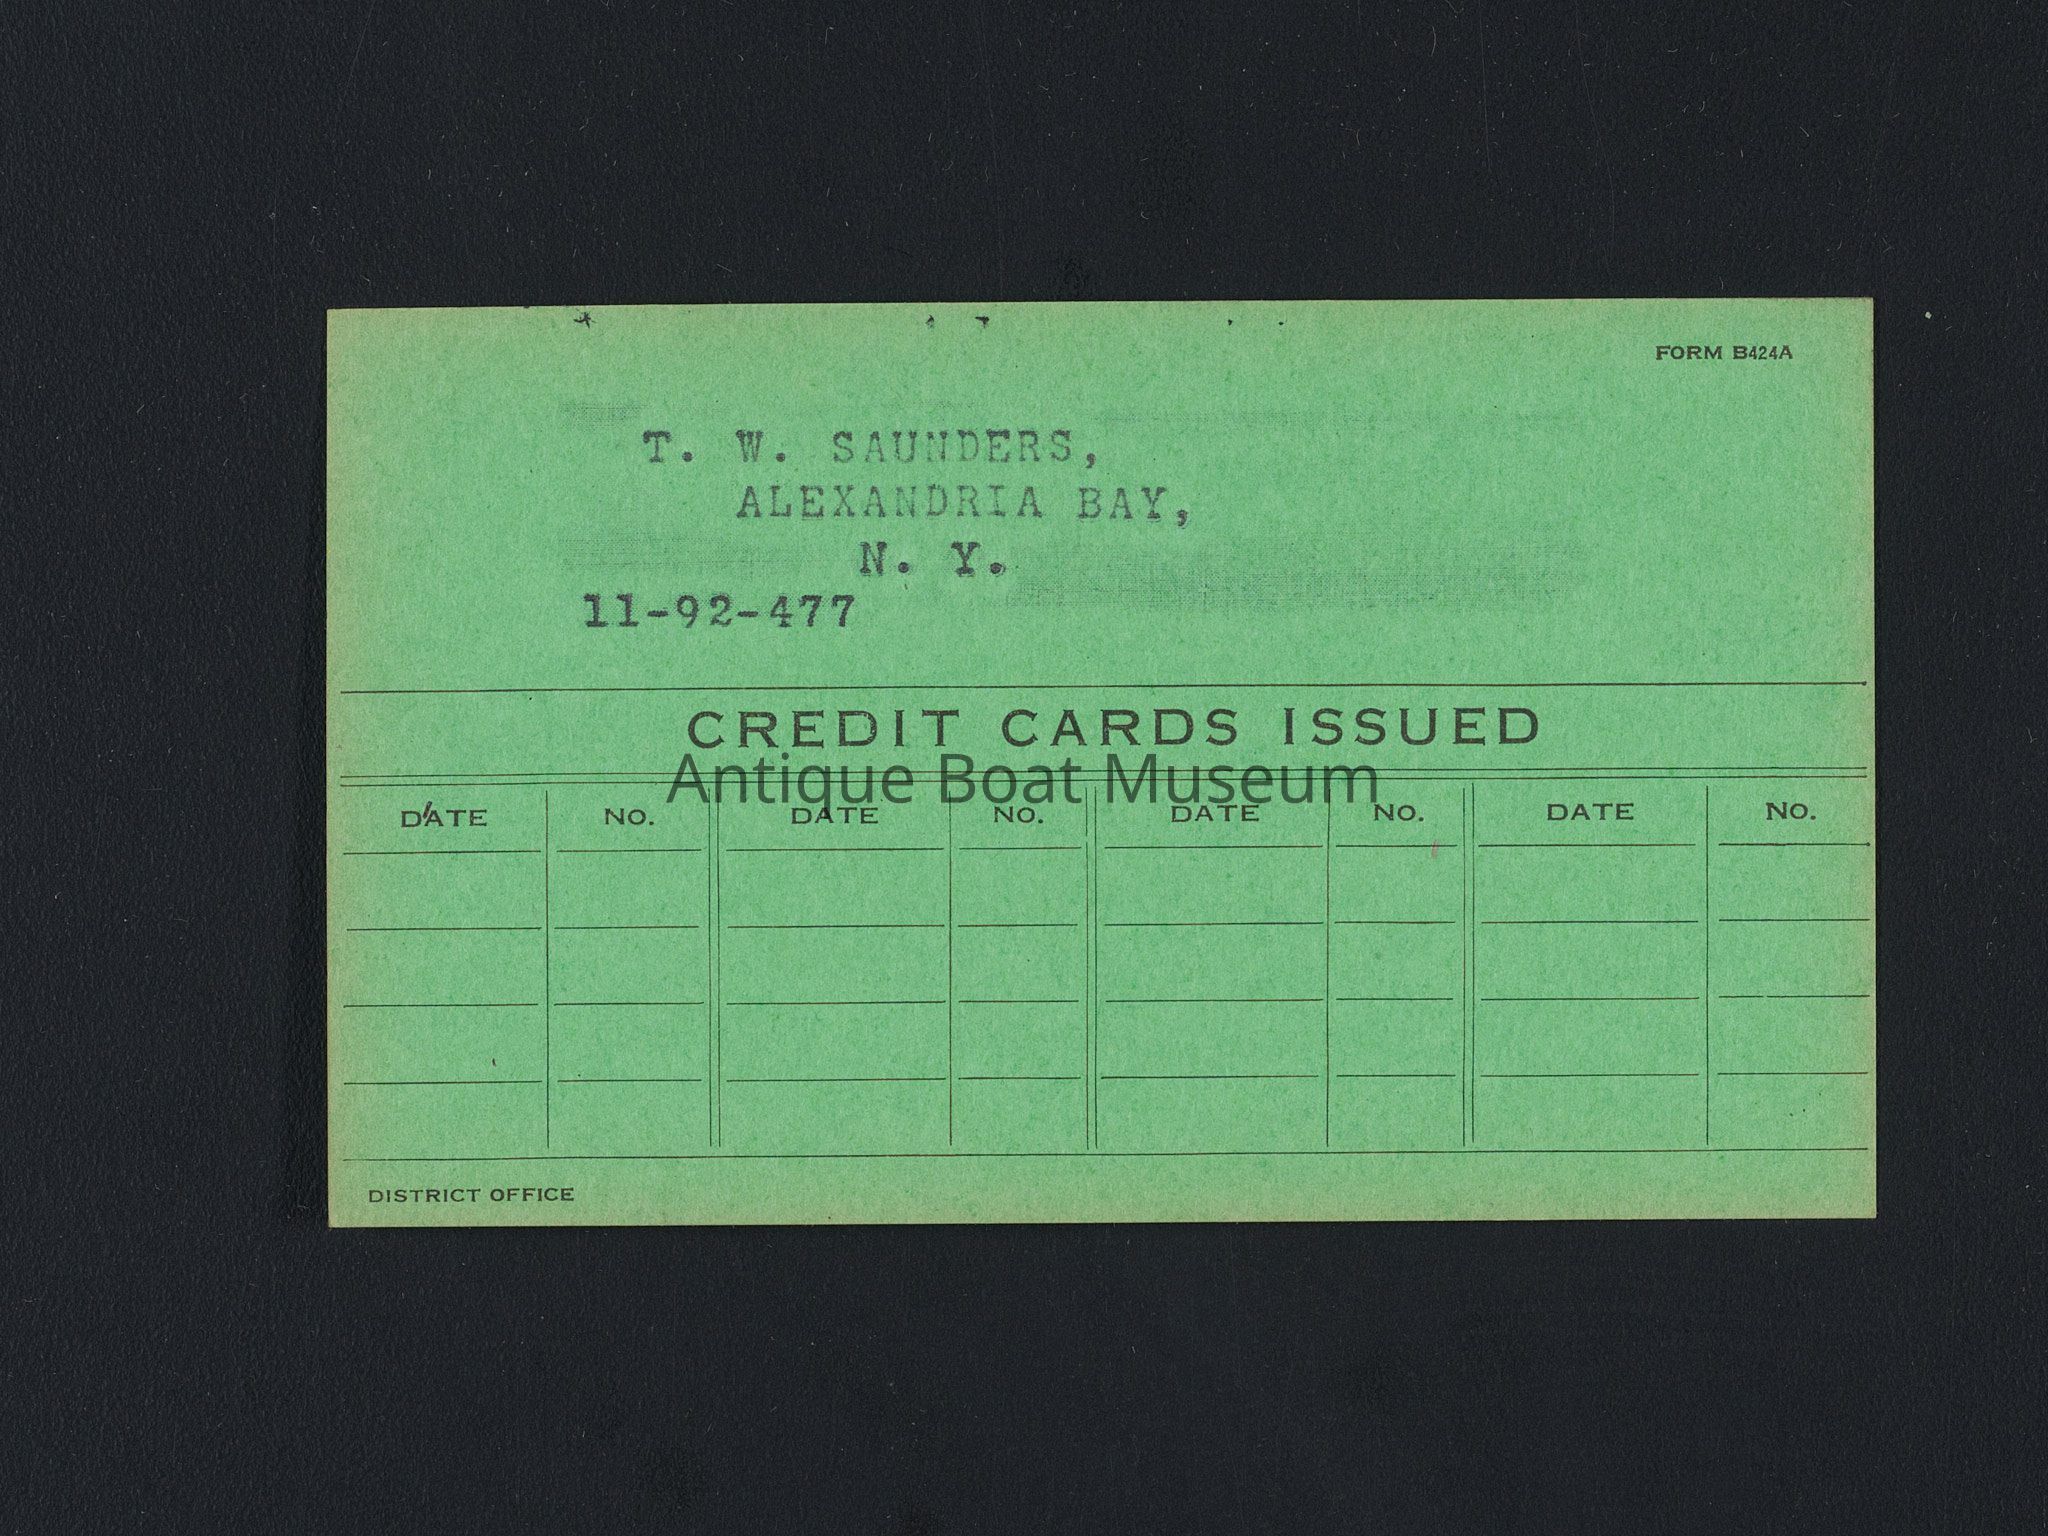 FORM B424A
T. W. SAUNDERS,
ALEXANDRIA BAY,
N. Y.
11-92-477
CREDIT CARDS ISSUED
Antique Boat Museum
DATE NO. DATE NO. DATE NO. DATE NO.
DISTRICT OFFICE